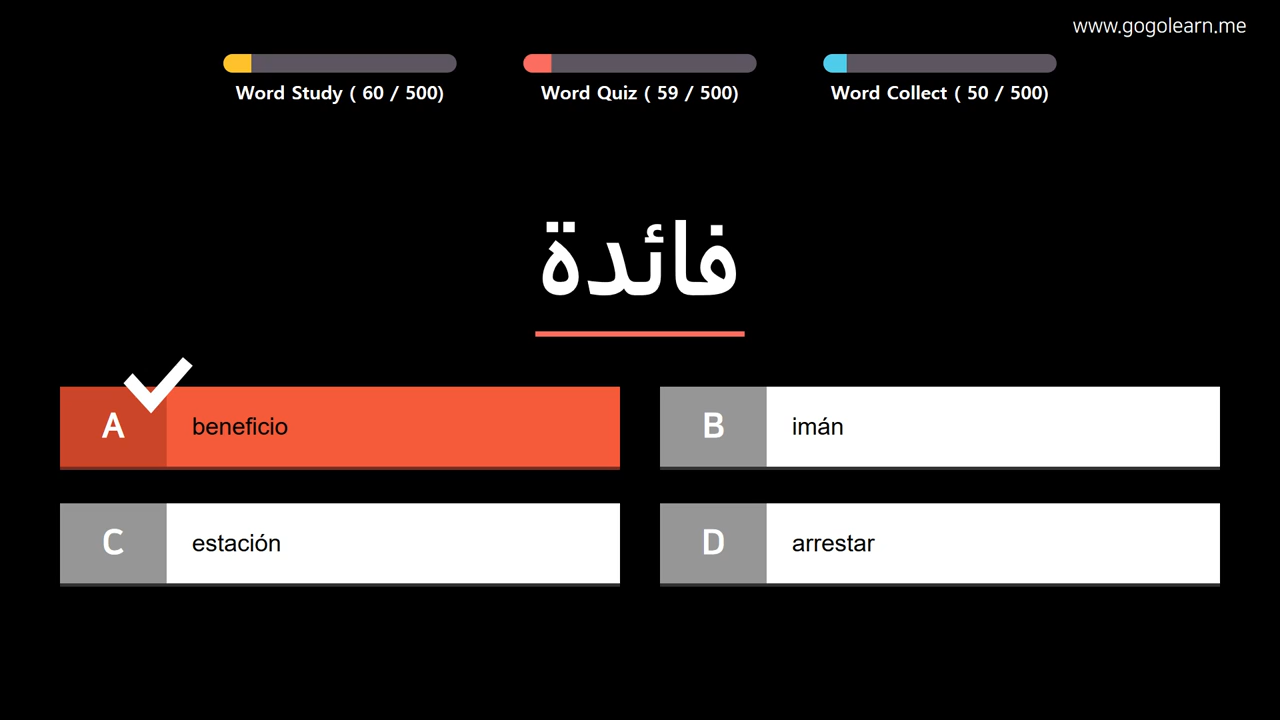 www.gogolearn.me
Word Study ( 60 / 500)
Word Quiz ( 59 / 500)
Word Collect ( 50 / 500)
فائدة
A beneficio
B imán
C estación
D arrestar